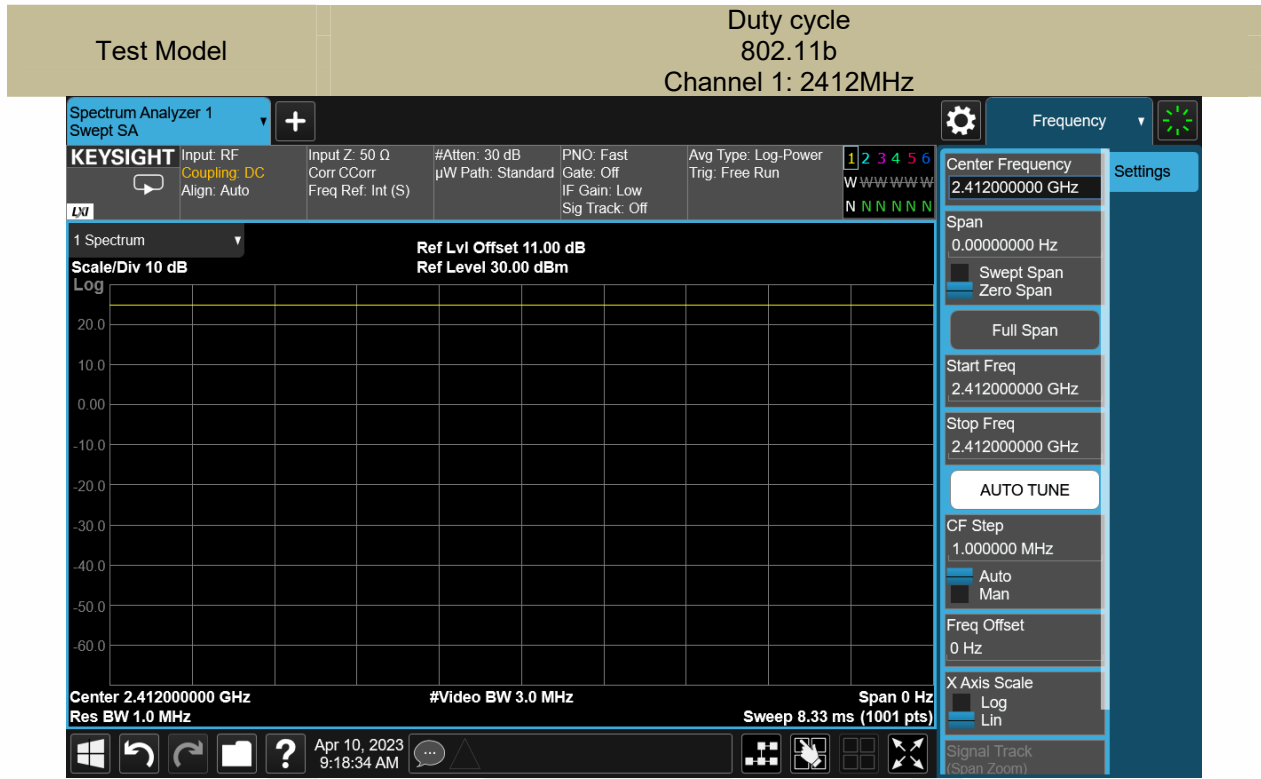 Test Model
Duty cycle
802.11b
Channel 1: 2412MHz
Spectrum Analyzer 1
Swept SA
Frequency
KEYSIGHT
LXI
Input: RF
Coupling: DC
Align: Auto
Input Z: 50 Ω
Corr CCorr
Freq Ref: Int (S)
#Atten: 30 dB
µW Path: Standard
PNO: Fast
Gate: Off
IF Gain: Low
Sig Track: Off
Avg Type: Log-Power
Trig: Free Run
1 2 3 4 5 6
W W W W W W
N N N N N N
1 Spectrum
Scale/Div 10 dB
Ref Lvl Offset 11.00 dB
Ref Level 30.00 dBm
Log
20.0
10.0
0.00
-10.0
-20.0
-30.0
-40.0
-50.0
-60.0
Center 2.412000000 GHz
Res BW 1.0 MHz
#Video BW 3.0 MHz
Span 0 Hz
Sweep 8.33 ms (1001 pts)
Center Frequency
2.412000000 GHz
Span
0.00000000 Hz
Swept Span
Zero Span
Full Span
Start Freq
2.412000000 GHz
Stop Freq
2.412000000 GHz
AUTO TUNE
CF Step
1.000000 MHz
Auto
Man
Freq Offset
0 Hz
X Axis Scale
Log
Lin
Signal Track
(Span Zoom)
Settings
?
Apr 10, 2023
9:18:34 AM